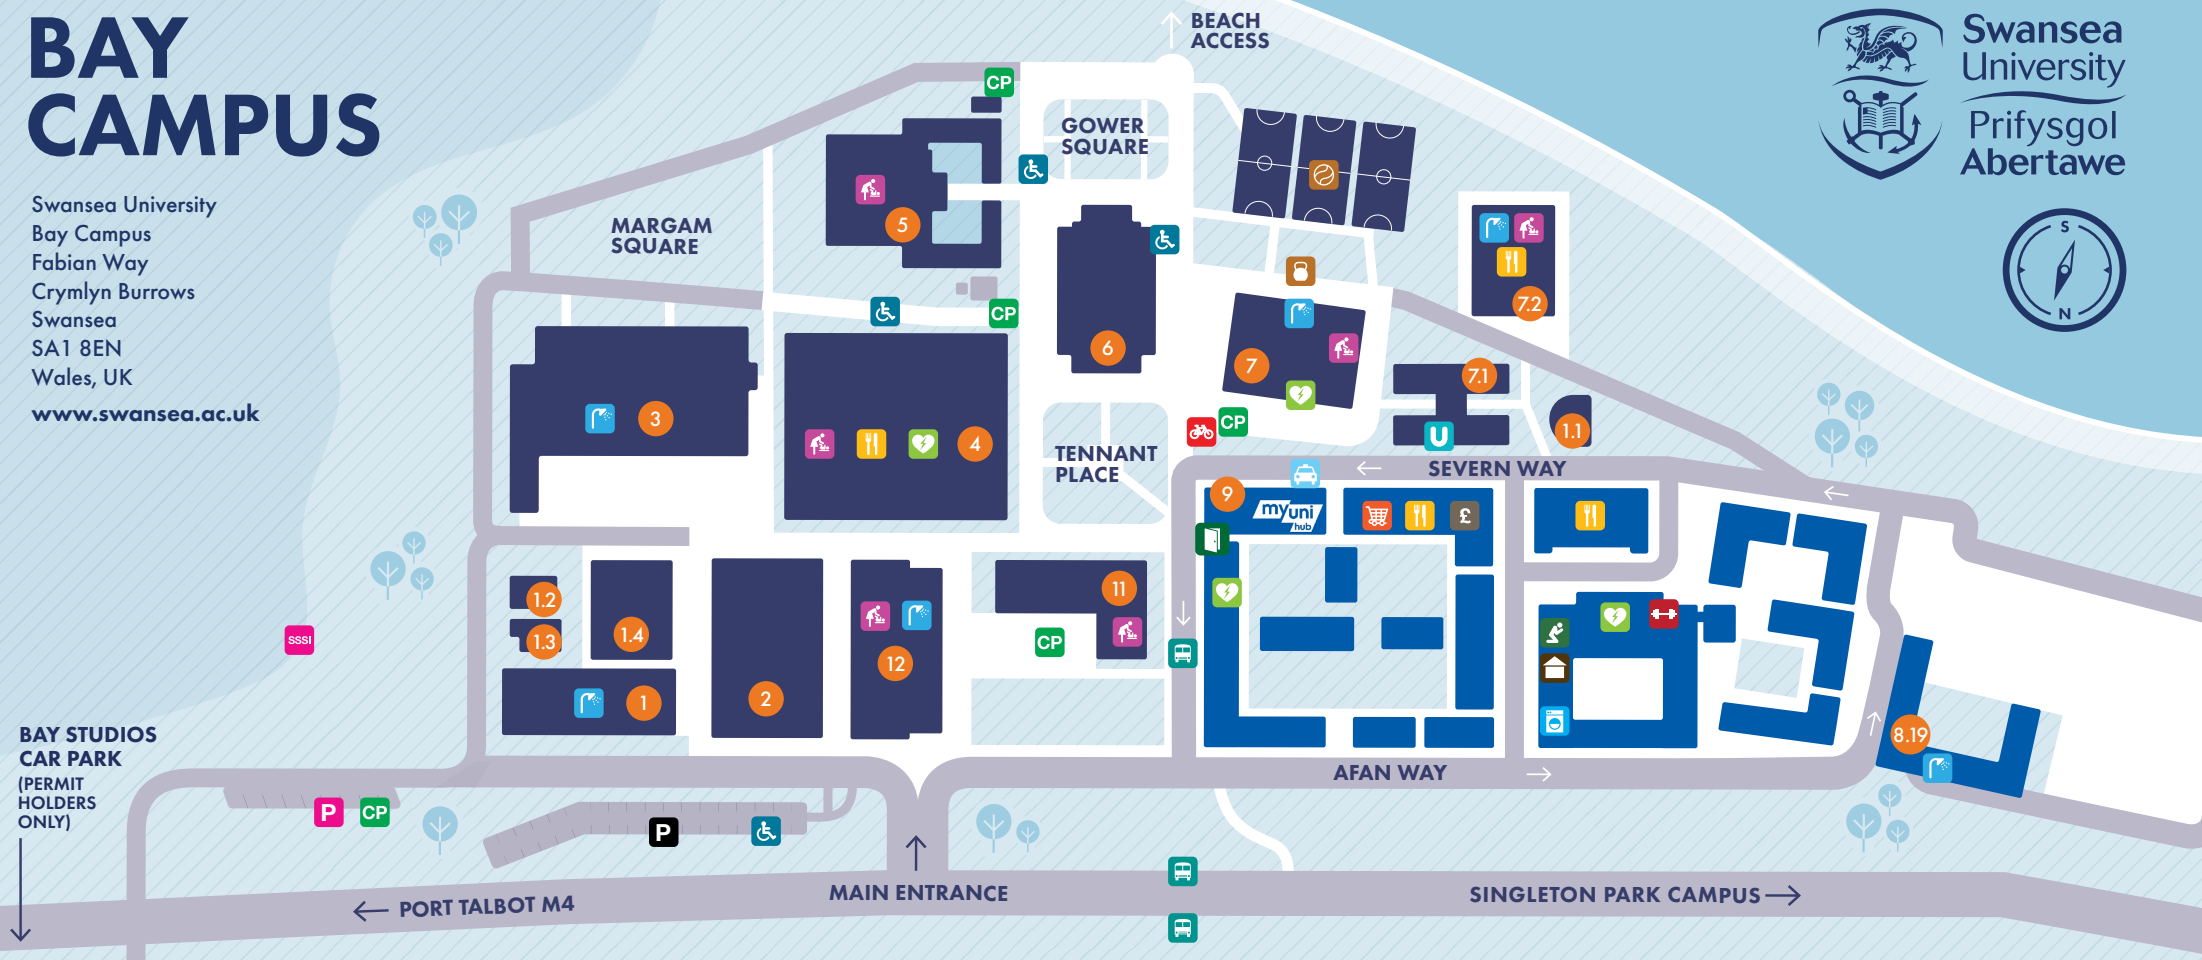 BAY
CAMPUS
Swansea University
Bay Campus
Fabian Way
Crymlyn Burrows
Swansea
SA1 8EN
Wales, UK
www.swansea.ac.uk
BEACH
ACCESS
Swansea
University
Prifysgol
Abertawe
S
N
CP
GOWER
SQUARE
MARGAM
SQUARE
5
7.2
CP
6
7
7.1
3
4
CP
1.1
U
TENNANT
PLACE
SEVERN WAY
9
myuni
hub
£
1.2
1.3
1.4
11
12
CP
SSSI
1
2
8.19
BAY STUDIOS
CAR PARK
(PERMIT
HOLDERS
ONLY)
AFAN WAY
P
CP
P
MAIN ENTRANCE
PORT TALBOT M4
SINGLETON PARK CAMPUS